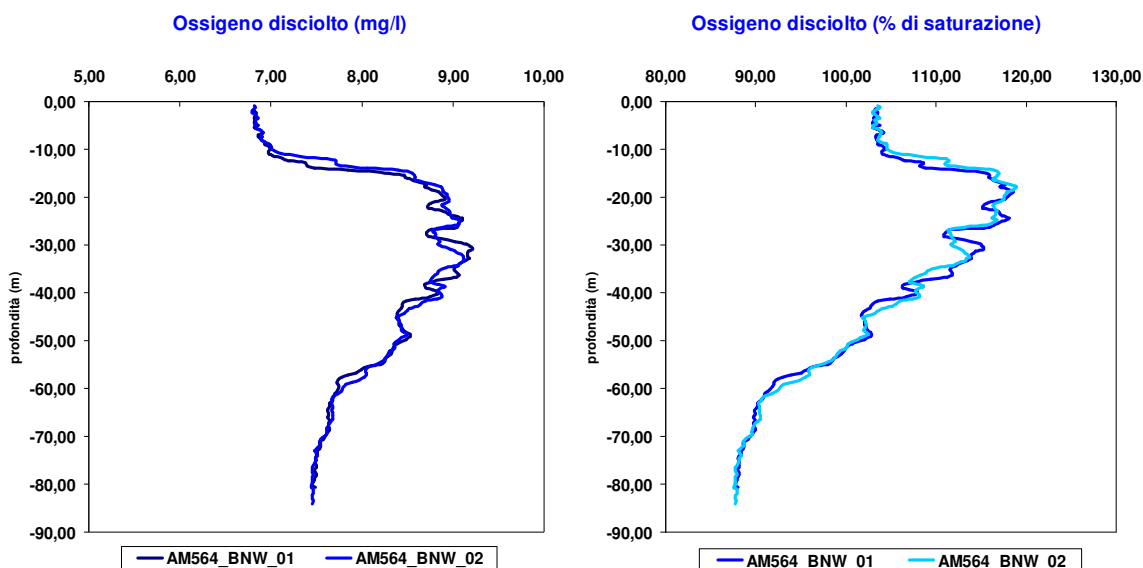 Ossigeno disciolto (mg/l)
5,00 6,00 7,00 8,00 9,00 10,00
0,00
-10,00
-20,00
-30,00
-40,00
-50,00
-60,00
-70,00
-80,00
-90,00
profondità (m)
AM564_BNW_01 AM564_BNW_02
Ossigeno disciolto (% di saturazione)
80,00 90,00 100,00 110,00 120,00 130,00
0,00
-10,00
-20,00
-30,00
-40,00
-50,00
-60,00
-70,00
-80,00
-90,00
profondità (m)
AM564_BNW_01 AM564_BNW_02